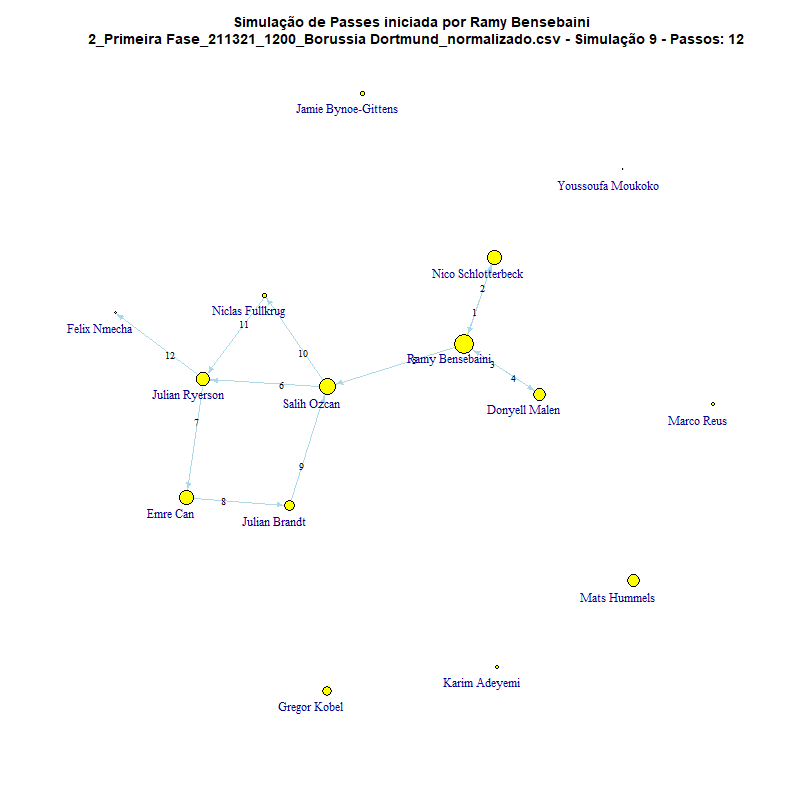 Simulação de Passes iniciada por Ramy Bensebaini
2_Primeira Fase_211321_1200_Borussia Dortmund_normalizado.csv - Simulação 9 - Passos: 12
Jamie Bynoe-Gittens
Youssoufa Moukoko
Nico Schlotterbeck
2
Niclas Fullkrug
1
11
Felix Nmecha
12
10
Ramy Bensebaini
5
3
4
6
Julian Ryerson
Salih Ozcan
Donyell Malen
7
Marco Reus
9
8
Emre Can
Julian Brandt
Mats Hummels
Karim Adeyemi
Gregor Kobel